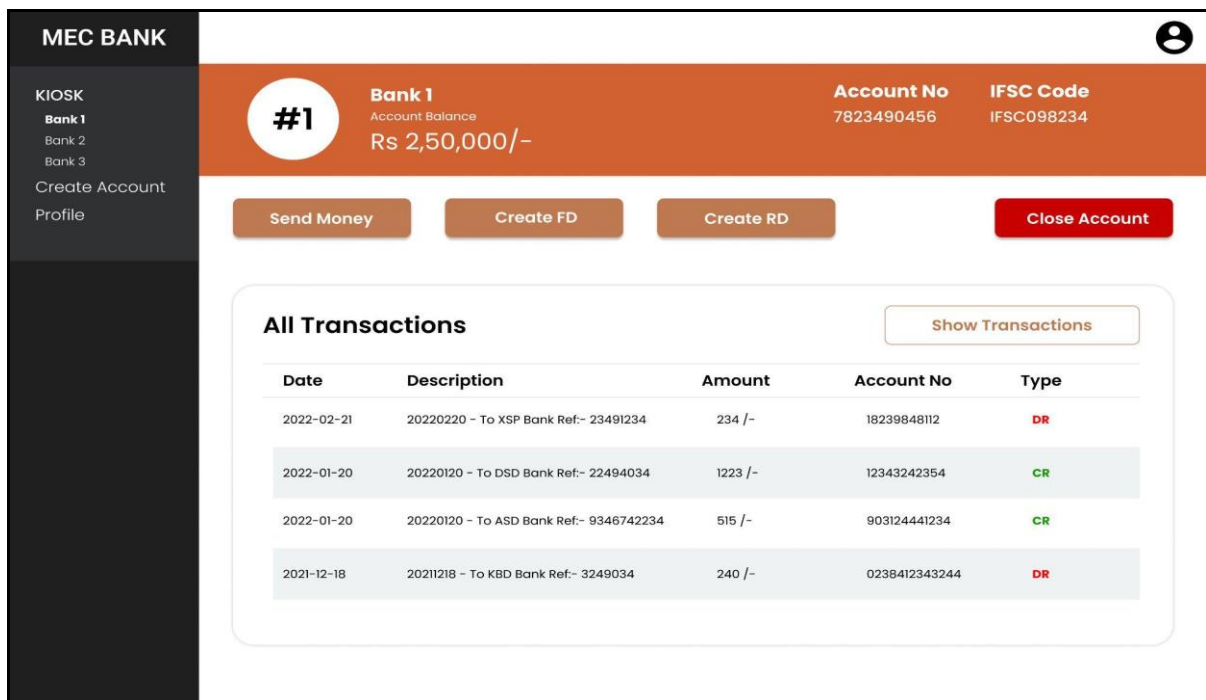 MEC BANK
KIOSK
Bank 1
Bank 2
Bank 3
Create Account
Profile
#1
Bank 1
Account Balance
Rs 2,50,000/-
Account No
7823490456
IFSC Code
IFSC098234
Send Money
Create FD
Create RD
Close Account
All Transactions
Show Transactions
Date Description Amount Account No Type
2022-02-21 20220220 - To XSP Bank Ref:- 23491234 234 /- 18239848112 DR
2022-01-20 20220120 - To DSD Bank Ref:- 22494034 1223 /- 12343242354 CR
2022-01-20 20220120 - To ASD Bank Ref:- 9346742234 515 /- 903124441234 CR
2021-12-18 20211218 - To KBD Bank Ref:- 3249034 240 /- 0238412343244 DR